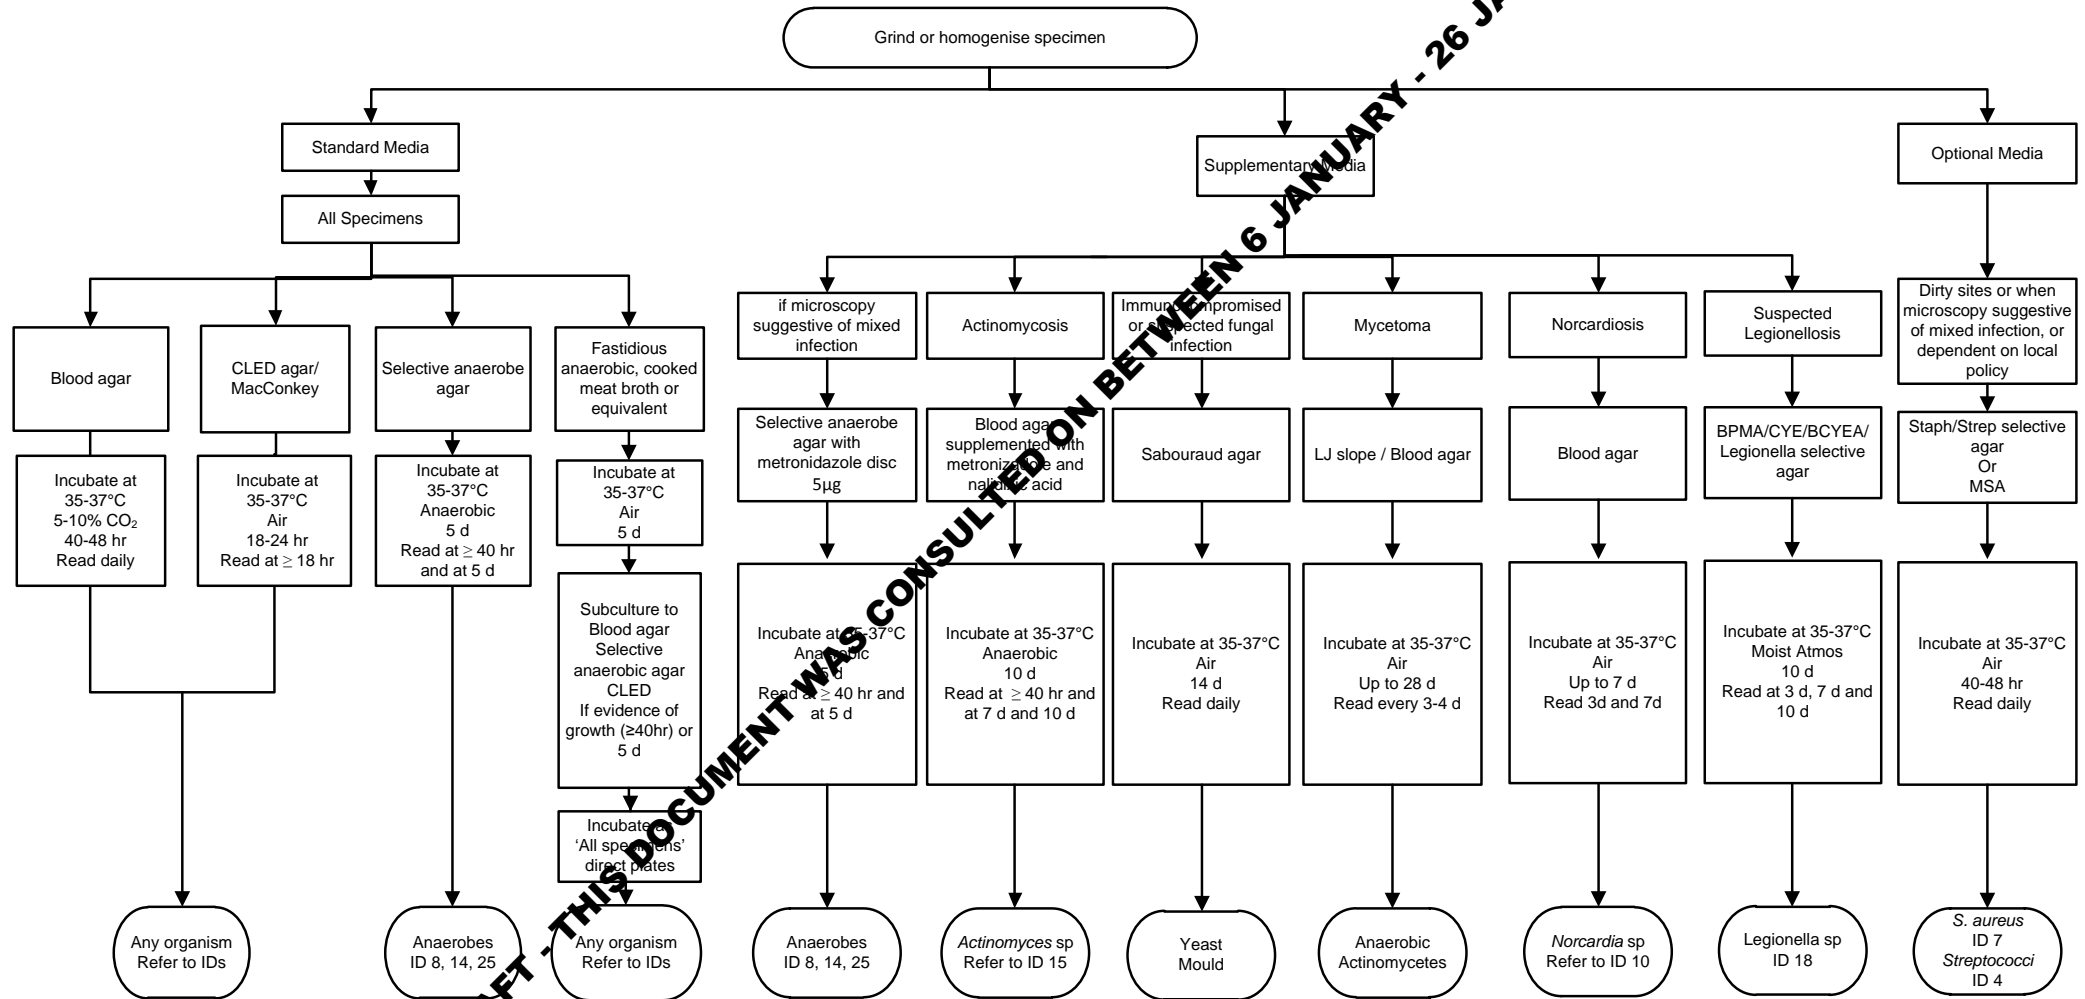 Grind or homogenise specimen
Standard Media
All Specimens
Blood agar
Incubate at
35-37°C
5-10% CO₂
40-48 hr
Read daily
CLED agar/
MacConkey
Incubate at
35-37°C
Air
18-24 hr
Read at ≥ 18 hr
Any organism
Refer to IDs
Selective anaerobe
agar
Incubate at
35-37°C
Anaerobic
5 d
Read at ≥ 40 hr
and at 5 d
Anaerobes
ID 8, 14, 25
Fastidious
anaerobic, cooked
meat broth or
equivalent
Incubate at
35-37°C
Air
5 d
Subculture to
Blood agar
Selective
anaerobic agar
CLED
If evidence of
growth (≥40hr) or
5 d
Incubate as
‘All specimens’
direct plates
Any organism
Refer to IDs
Supplementary Media
if microscopy
suggestive of mixed
infection
Selective anaerobe
agar with
metronidazole disc
5µg
Incubate at 35-37°C
Anaerobic
5 d
Read at ≥ 40 hr and
at 5 d
Anaerobes
ID 8, 14, 25
Actinomycosis
Blood agar
supplemented with
metronizadole and
nalidixic acid
Incubate at 35-37°C
Anaerobic
10 d
Read at ≥ 40 hr and
at 7 d and 10 d
Actinomyces sp
Refer to ID 15
Immunocompromised
or suspected fungal
infection
Sabouraud agar
Incubate at 35-37°C
Air
14 d
Read daily
Yeast
Mould
Mycetoma
LJ slope / Blood agar
Incubate at 35-37°C
Air
Up to 28 d
Read every 3-4 d
Anaerobic
Actinomycetes
Norcardiosis
Blood agar
Incubate at 35-37°C
Air
Up to 7 d
Read 3d and 7d
Norcardia sp
Refer to ID 10
Suspected
Legionellosis
BPMA/CYE/BCYEA/
Legionella selective
agar
Incubate at 35-37°C
Moist Atmos
10 d
Read at 3 d, 7 d and
10 d
Legionella sp
ID 18
Optional Media
Dirty sites or when
microscopy suggestive
of mixed infection, or
dependent on local
policy
Staph/Strep selective
agar
Or
MSA
Incubate at 35-37°C
Air
40-48 hr
Read daily
S. aureus
ID 7
Streptococci
ID 4
AFT - THIS DOCUMENT WAS CONSULTED ON BETWEEN 6 JANUARY - 26 JA